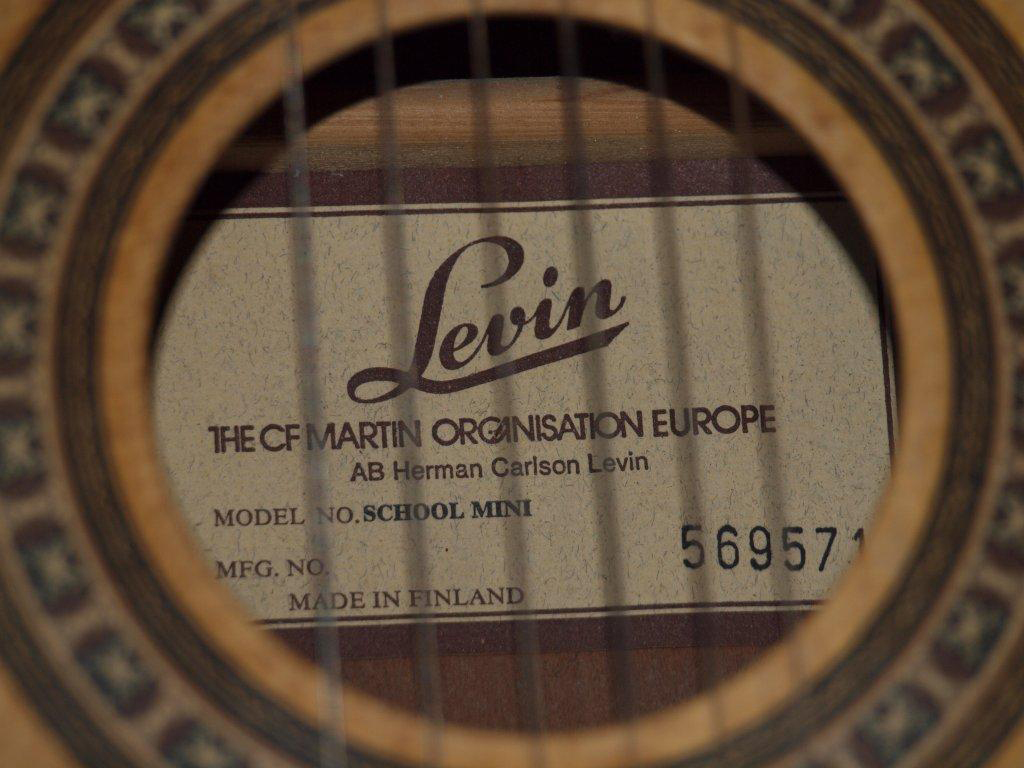 Levin
THE CF MARTIN ORGANISATION EUROPE
AB Herman Carlson Levin
MODEL NO. SCHOOL MINI
569571
MFG. NO.
MADE IN FINLAND